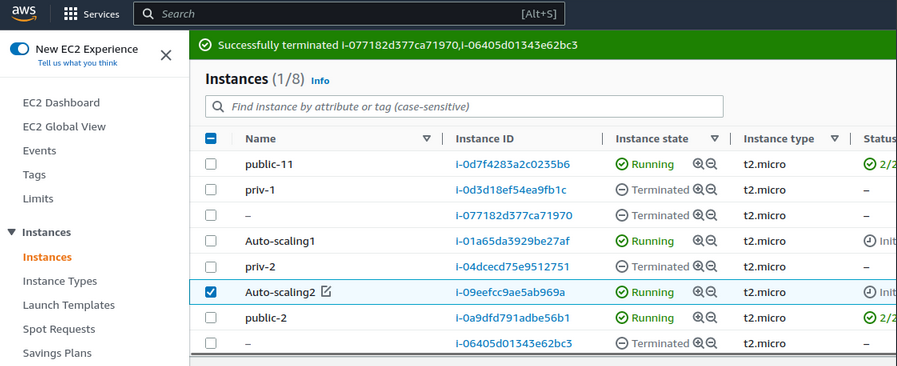 aws
Services
Search [Alt+S]
New EC2 Experience
Tell us what you think
EC2 Dashboard
EC2 Global View
Events
Tags
Limits
Instances
Instances
Instance Types
Launch Templates
Spot Requests
Savings Plans
Successfully terminated i-077182d377ca71970,i-06405d01343e62bc3
Instances (1/8) Info
Find instance by attribute or tag (case-sensitive)
Name Instance ID Instance state Instance type Status
public-11 i-0d7f4283a2c0235b6 Running t2.micro 2/2
priv-1 i-0d3d18ef54ea9fb1c Terminated t2.micro –
– i-077182d377ca71970 Terminated t2.micro –
Auto-scaling1 i-01a65da3929be27af Running t2.micro Init
priv-2 i-04dcecd75e9512751 Terminated t2.micro –
Auto-scaling2 i-09eefcc9ae5ab969a Running t2.micro Init
public-2 i-0a9dfd791adbe56b1 Running t2.micro 2/2
– i-06405d01343e62bc3 Terminated t2.micro –